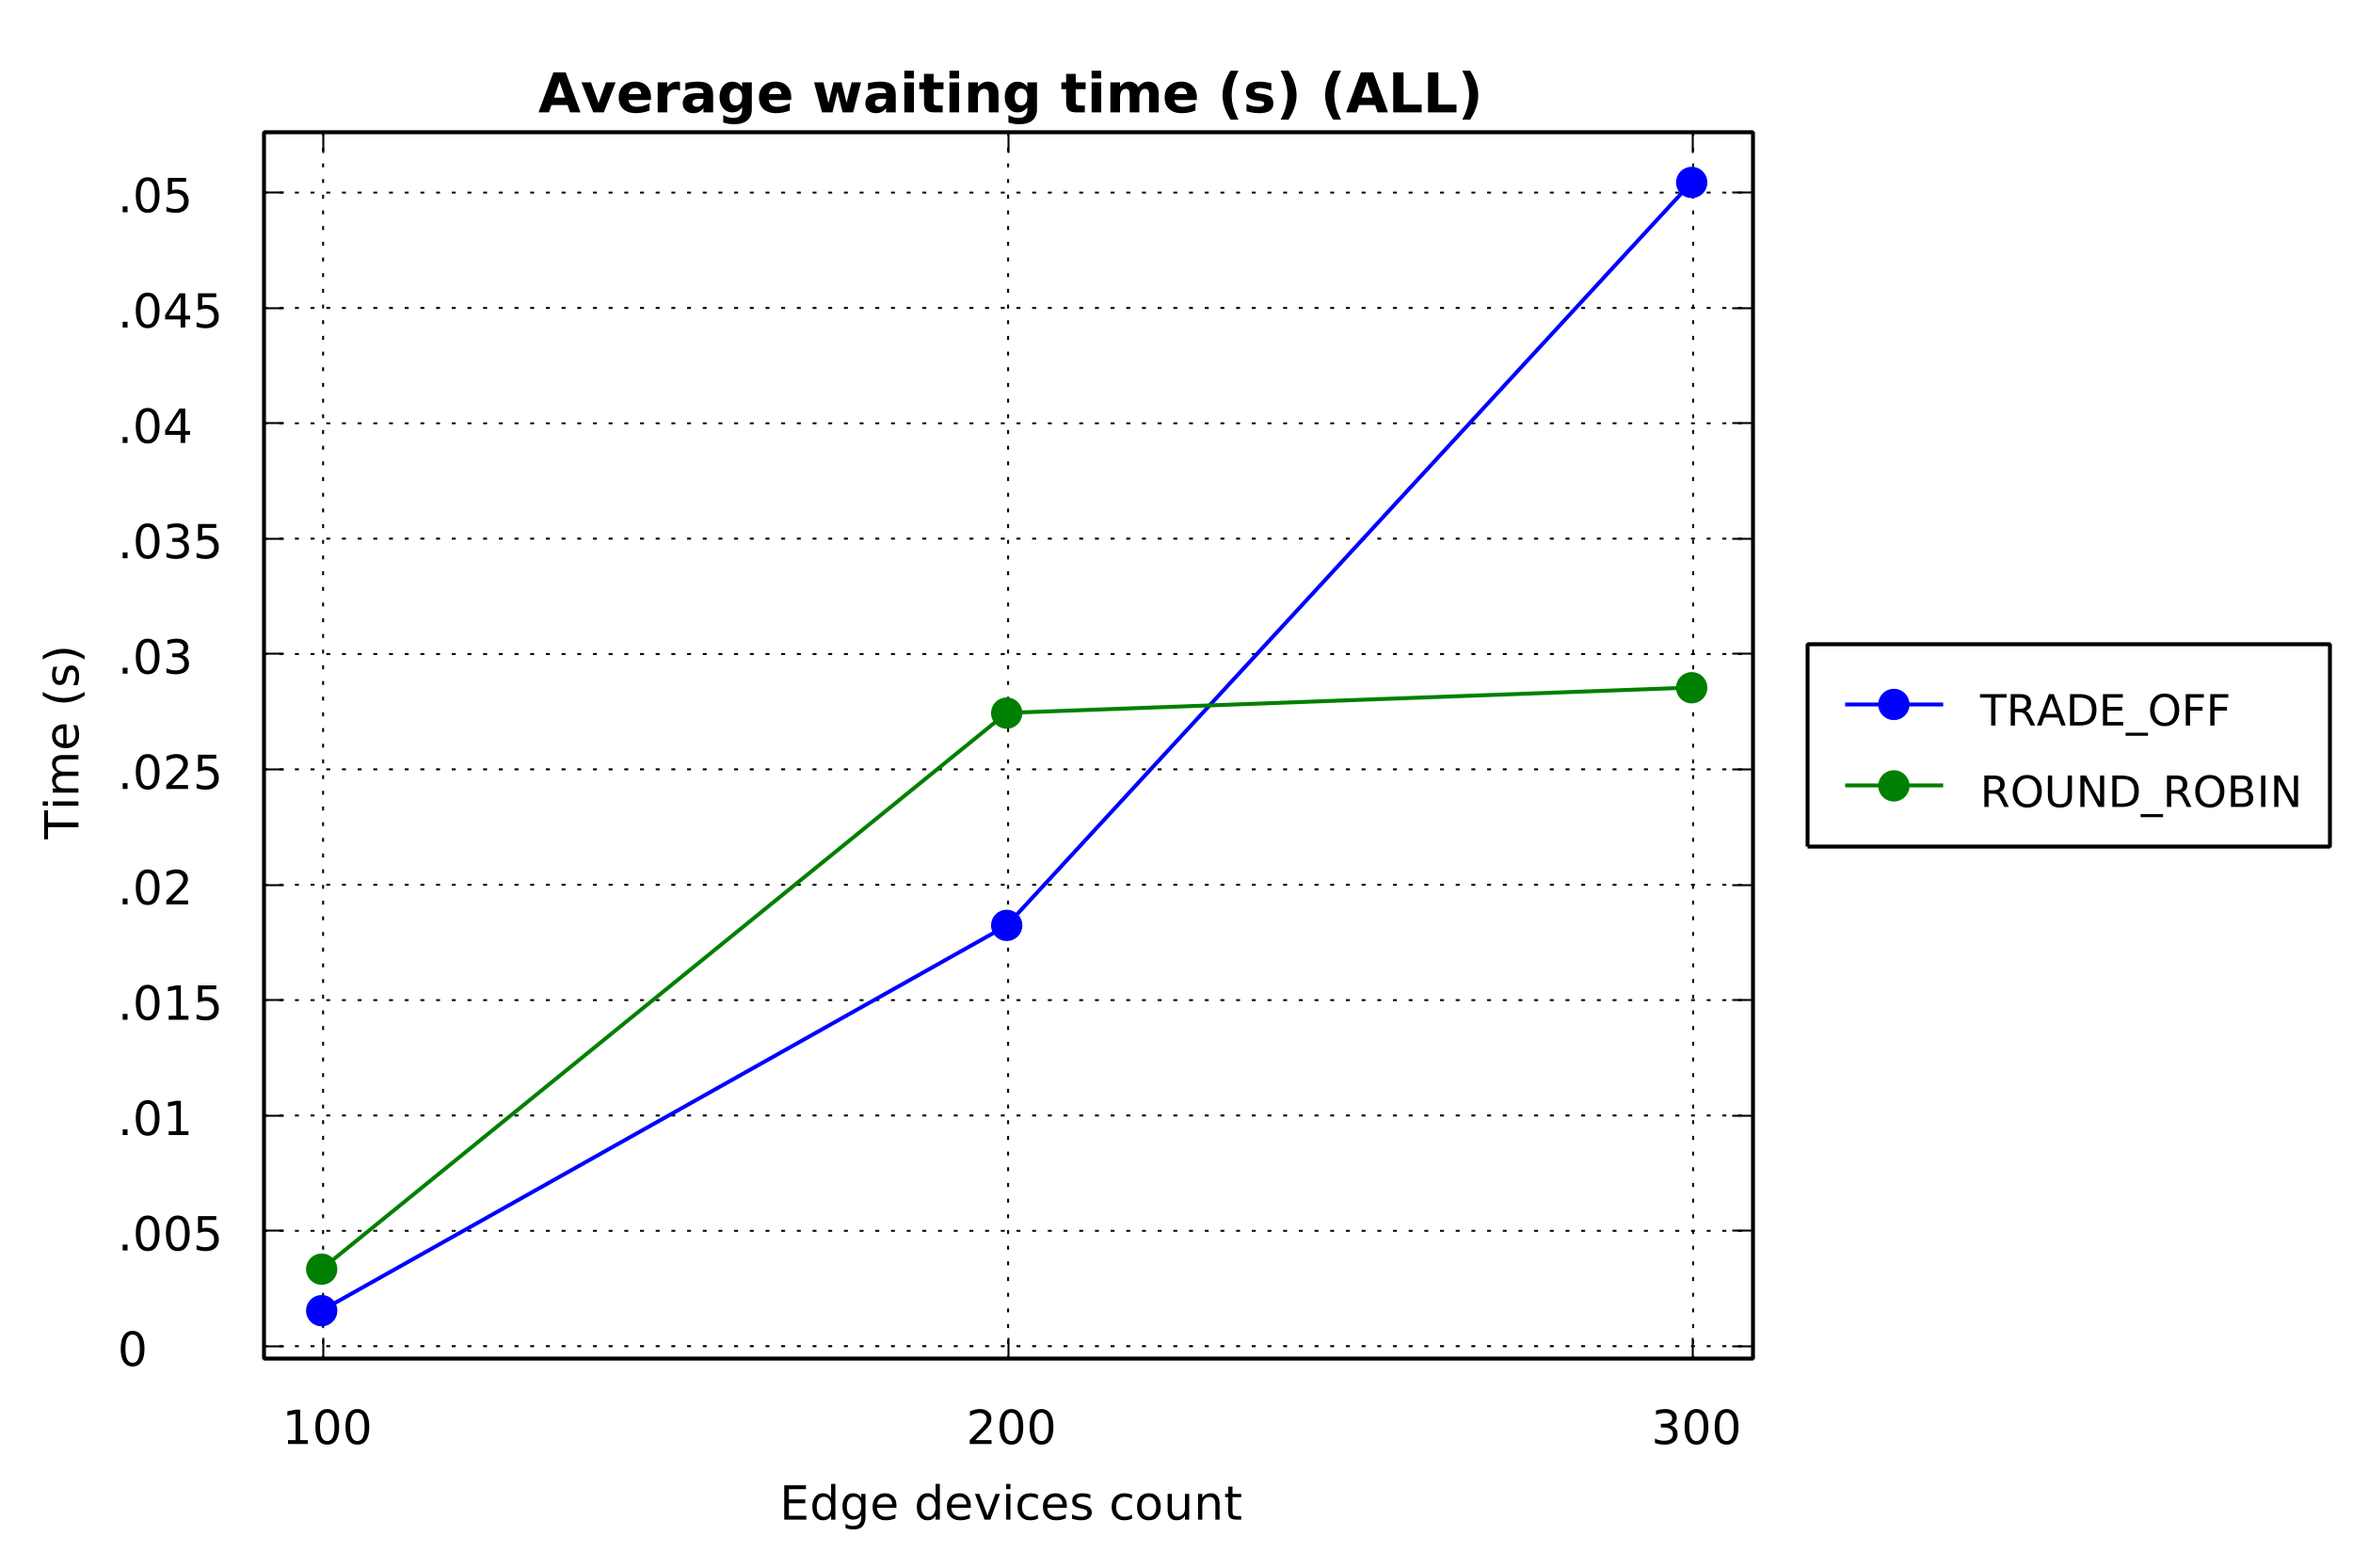 Average waiting time (s) (ALL)
.05
.045
.04
.035
.03
.025
.02
.015
.01
.005
0
Time (s)
100 200 300
Edge devices count
TRADE_OFF
ROUND_ROBIN